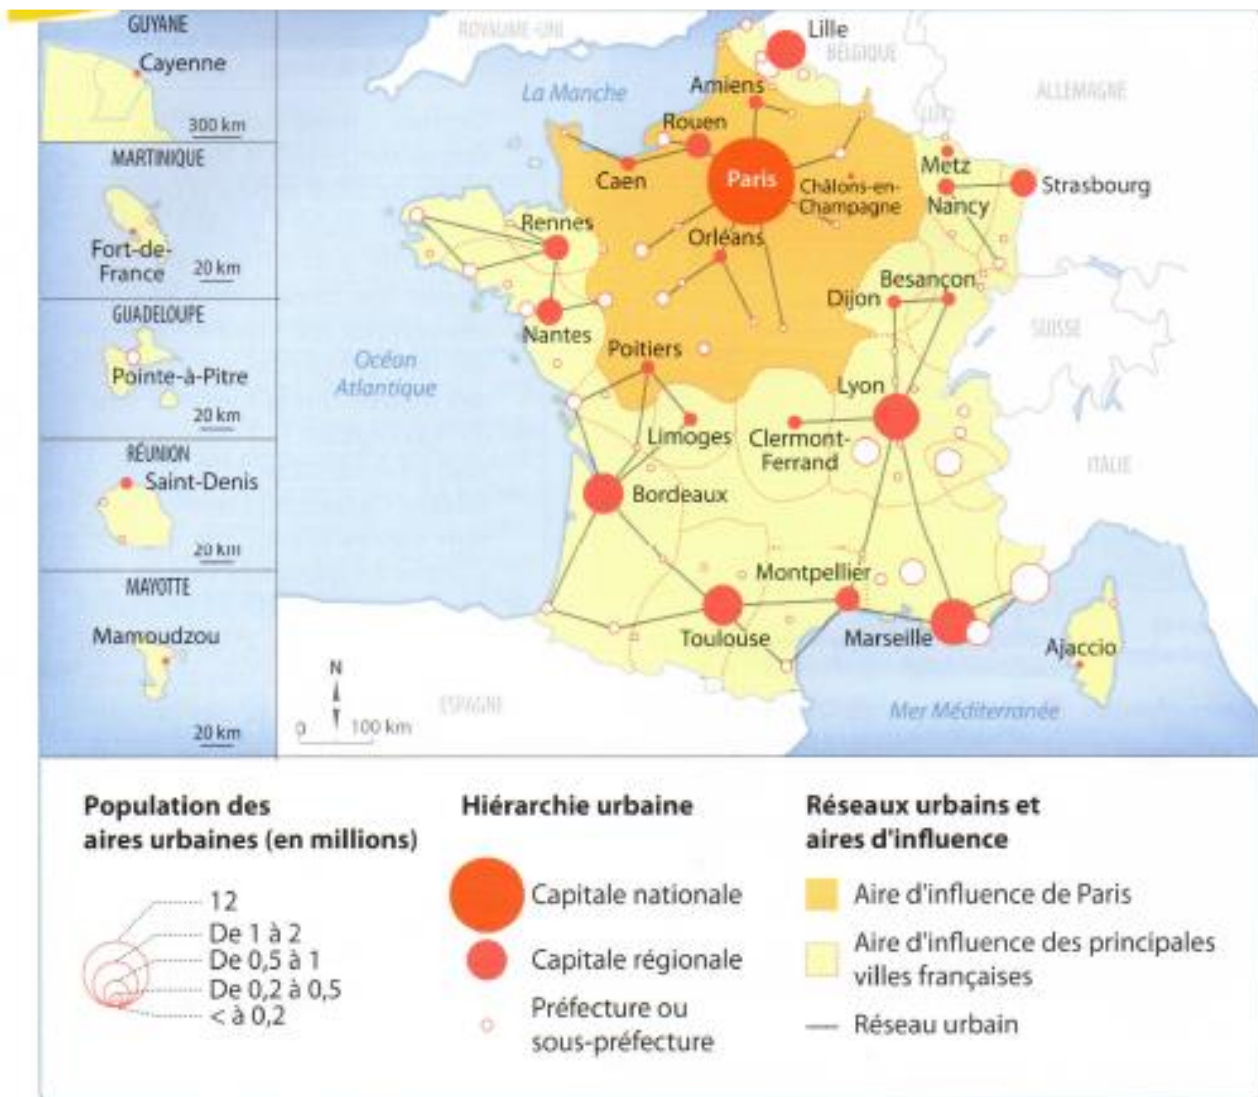 GUYANE
Cayenne
300 km
MARTINIQUE
Fort-de-
France
20 km
GUADELOUPE
Pointe-à-Pitre
20 km
RÉUNION
Saint-Denis
20 km
MAYOTTE
Mamoudzou
20 km
ROYAUME-UNI
Lille
BELGIQUE
ALLEMAGNE
La Manche
Amiens
LUX.
Rouen
Metz
Caen
Paris
Châlons-en-
Champagne
Strasbourg
Nancy
Rennes
Orléans
Besançon
Dijon
SUISSE
Nantes
Océan
Atlantique
Poitiers
Lyon
Limoges
Clermont-
Ferrand
ITALIE
Bordeaux
Montpellier
Toulouse
Marseille
Ajaccio
N
ESPAGNE
Mer Méditerranée
0 100 km
Population des
aires urbaines (en millions)
12
De 1 à 2
De 0,5 à 1
De 0,2 à 0,5
< à 0,2
Hiérarchie urbaine
Capitale nationale
Capitale régionale
Préfecture ou
sous-préfecture
Réseaux urbains et
aires d'influence
Aire d'influence de Paris
Aire d'influence des principales
villes françaises
Réseau urbain